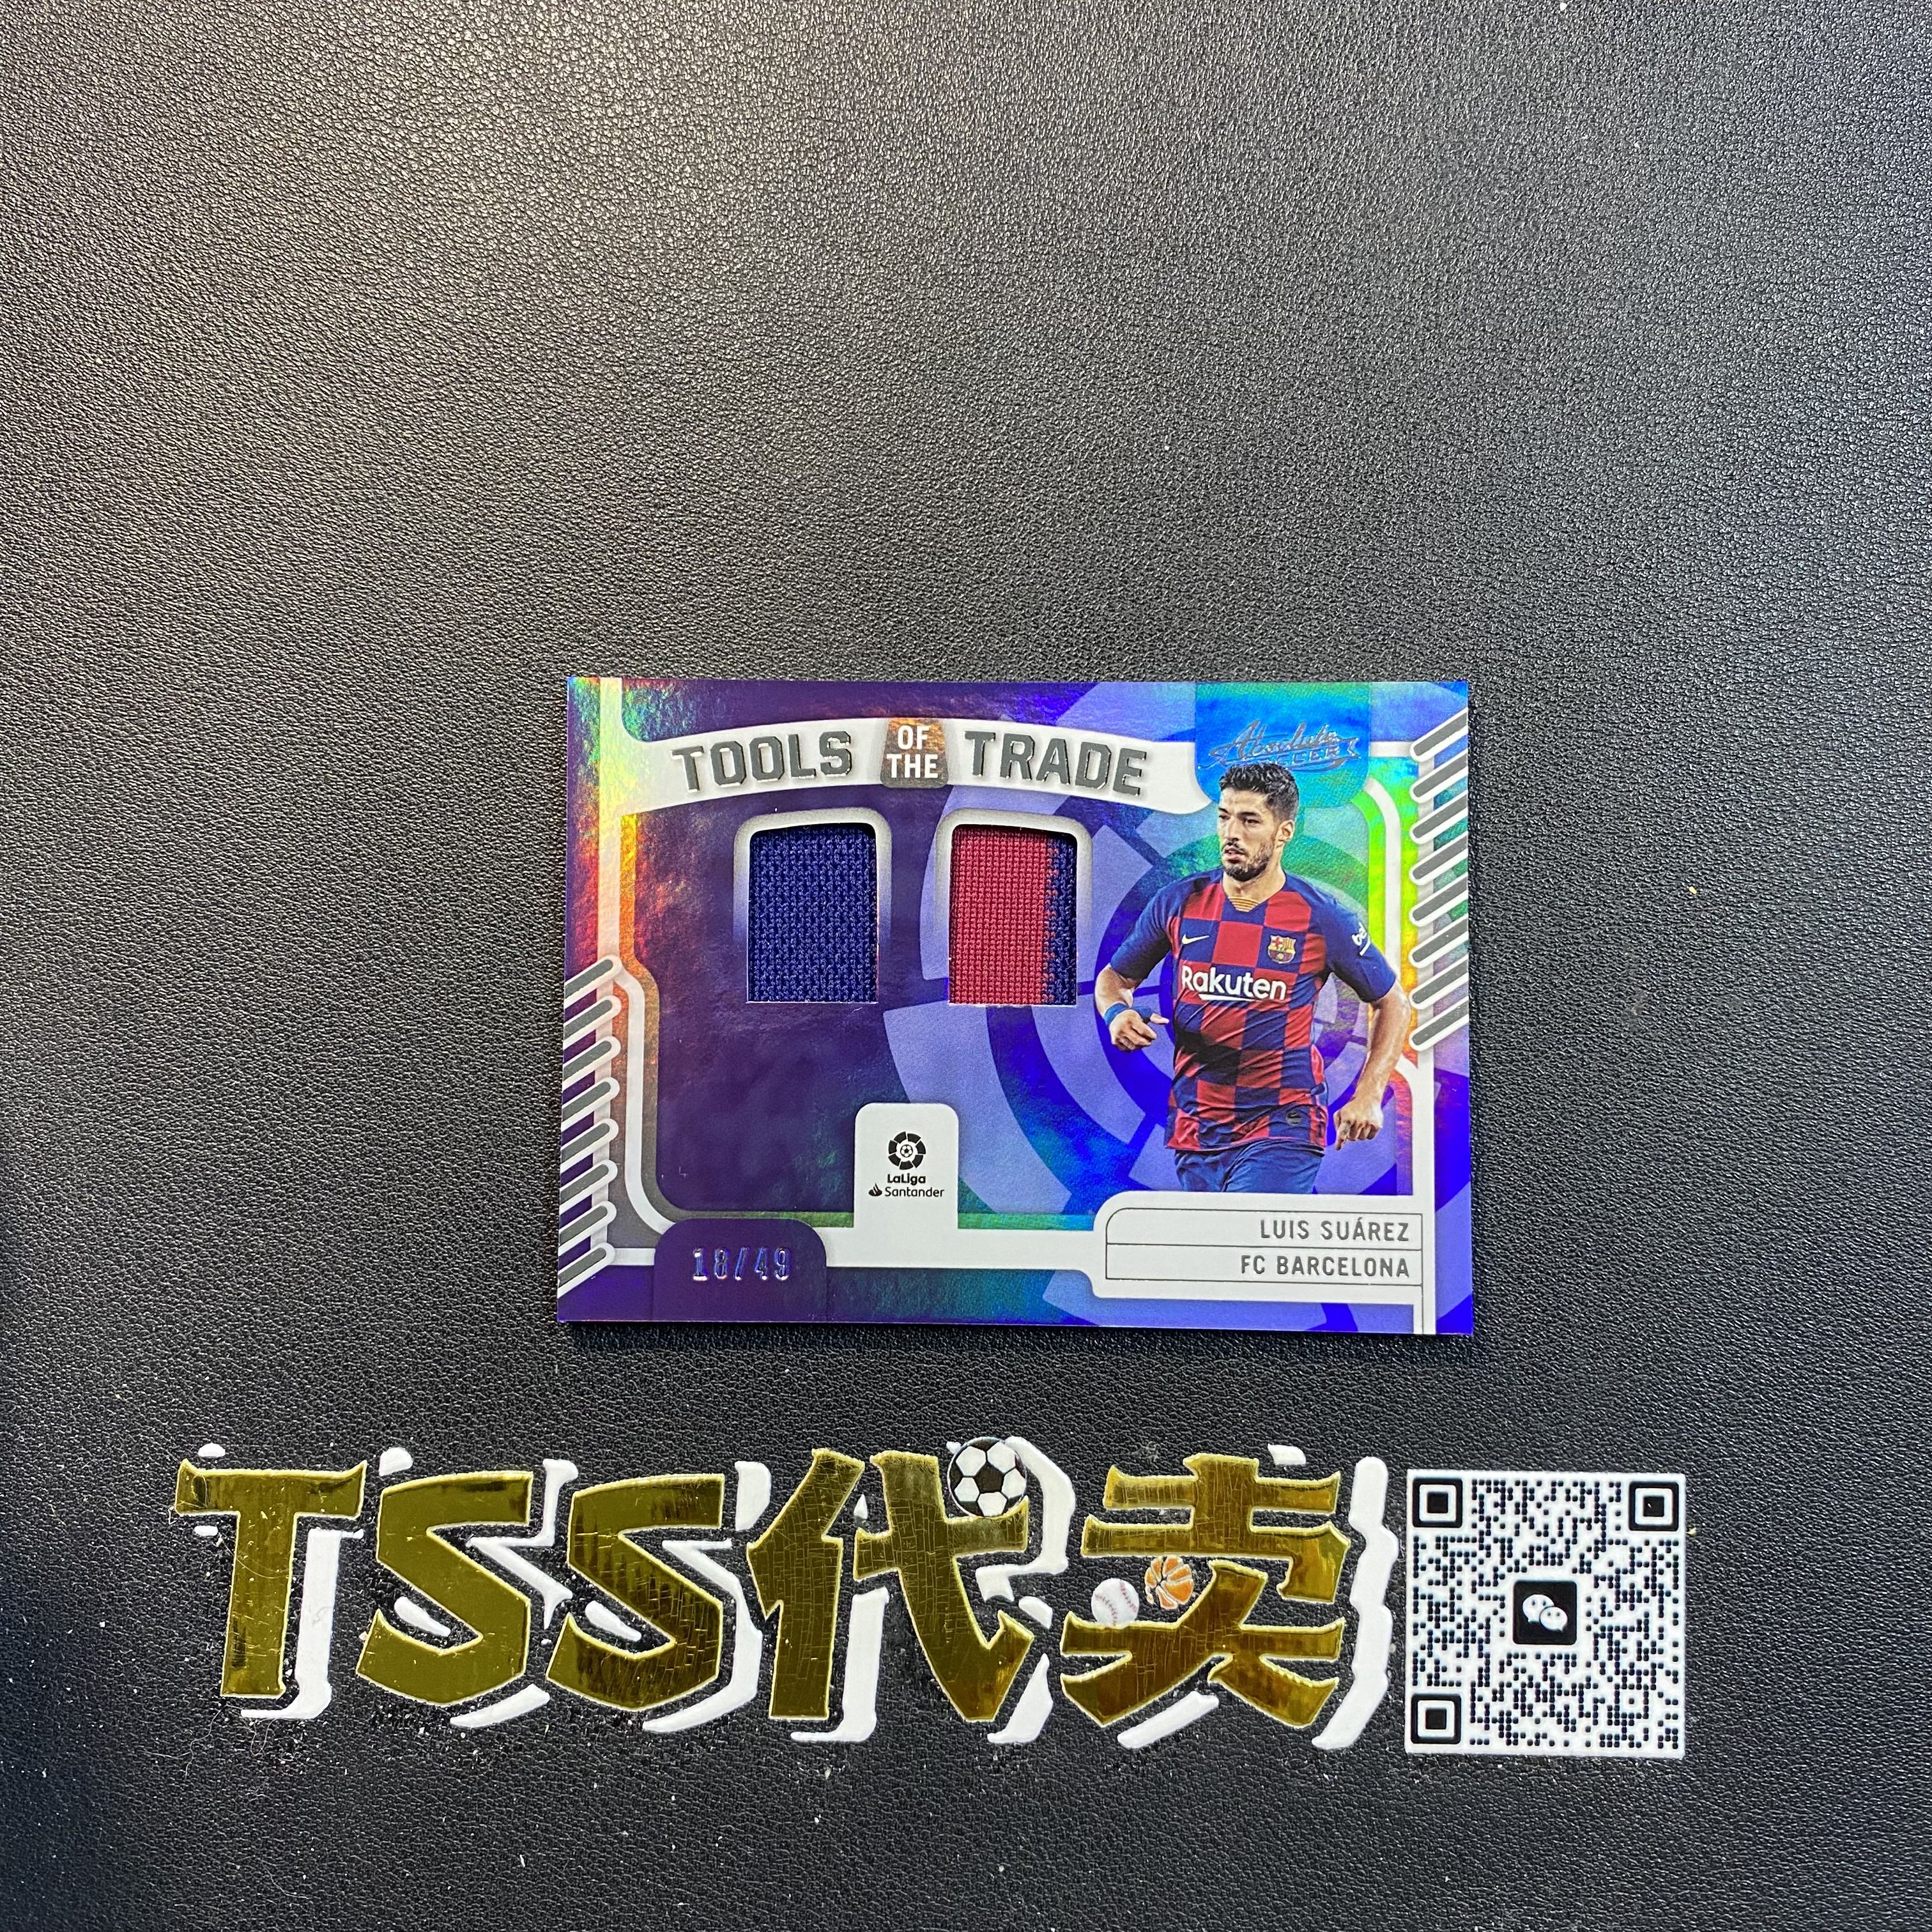 TOOLS OF THE TRADE
Absolute
SOCCER
Rakuten
LaLiga
Santander
LUIS SUÁREZ
FC BARCELONA
18/49
TSS代卖